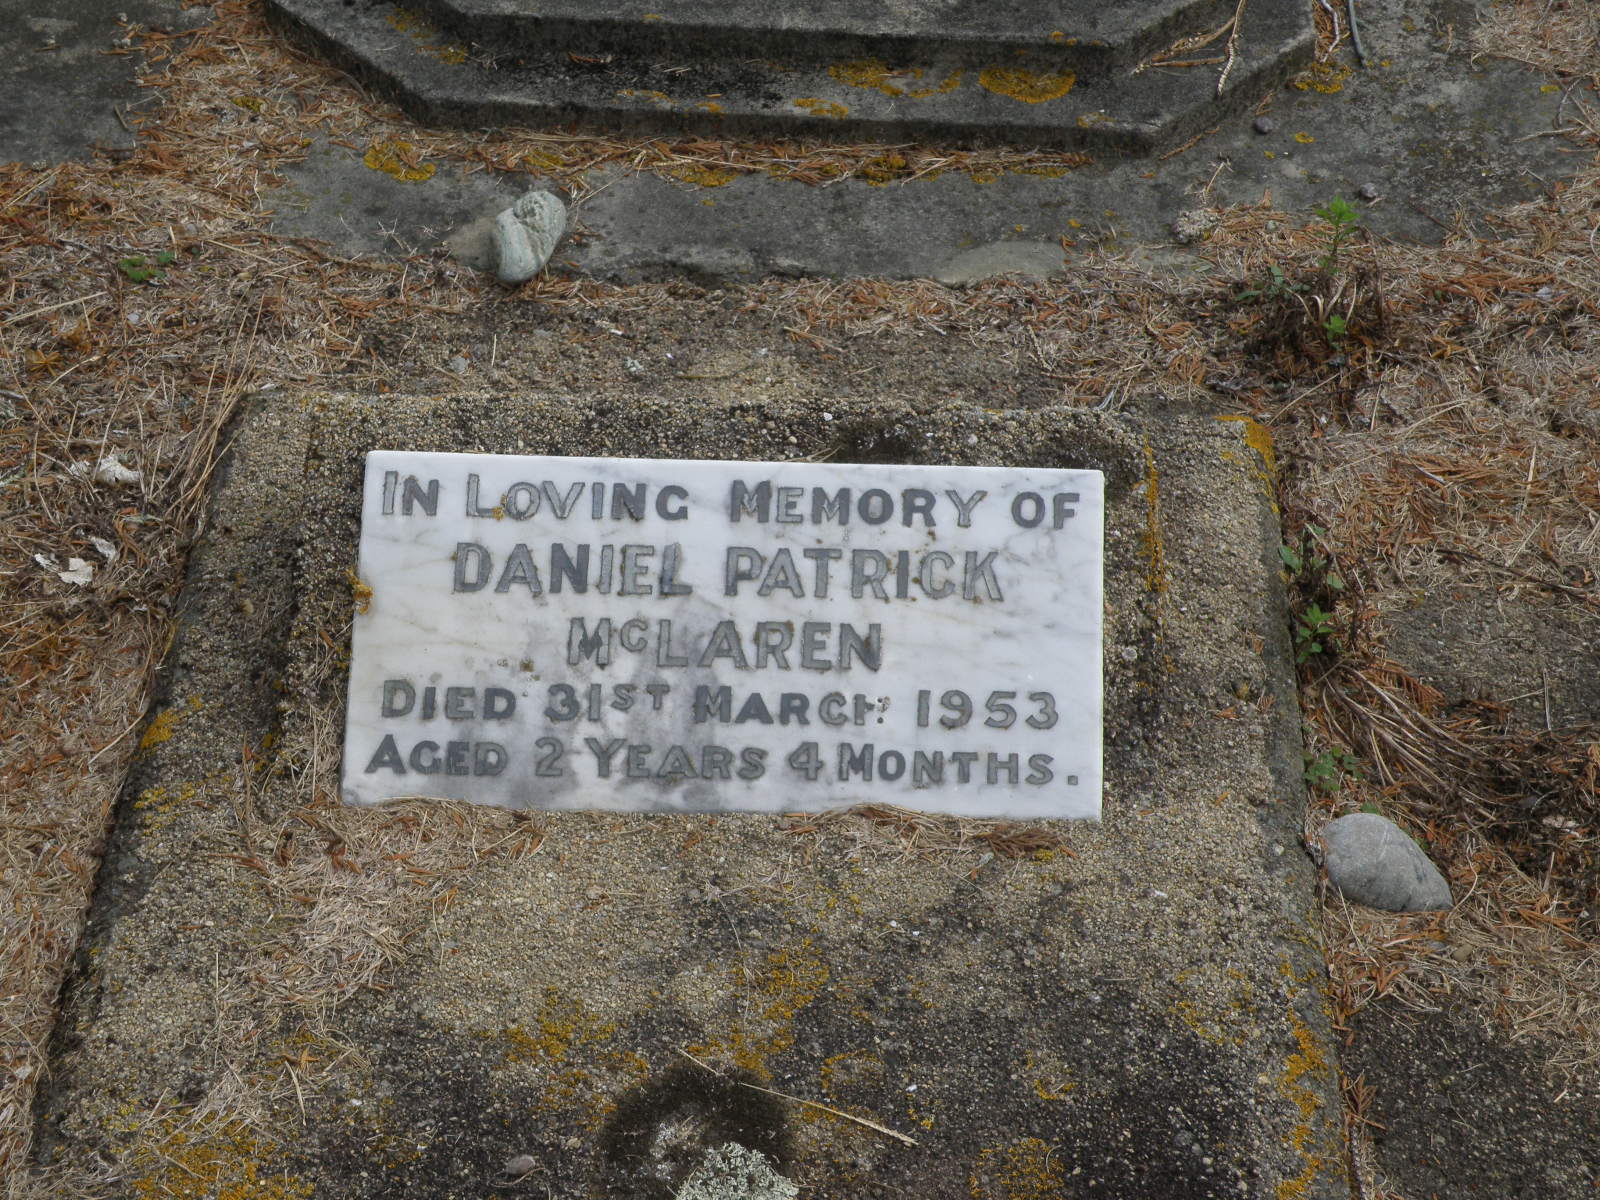 IN LOVING MEMORY OF
DANIEL PATRICK
McLAREN
DIED 31ST MARCH 1953
AGED 2 YEARS 4 MONTHS.